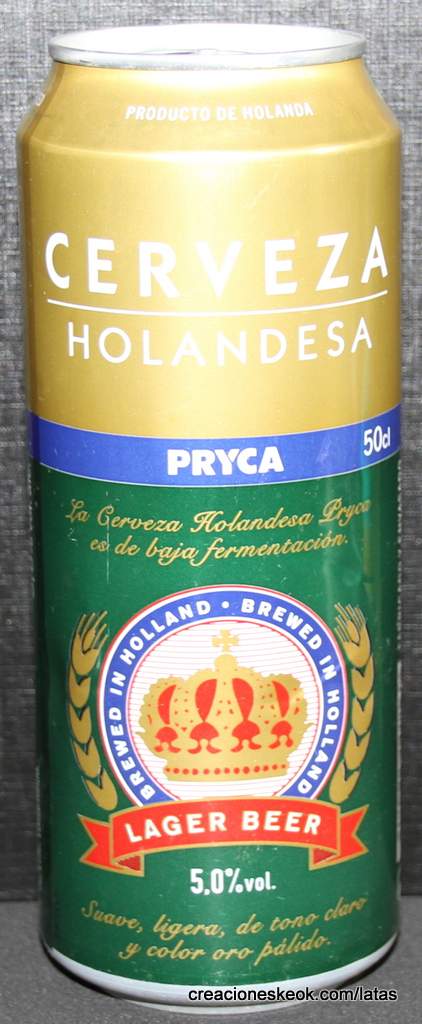 PRODUCTO DE HOLANDA
CERVEZA
HOLANDESA
PRYCA
50cl
La Cerveza Holandesa Pryca
es de baja fermentación.
BREWED IN HOLLAND • BREWED IN HOLLAND
LAGER BEER
5,0%vol.
Suave, ligera, de tono claro
y color oro pálido.
creacioneskeok.com/latas